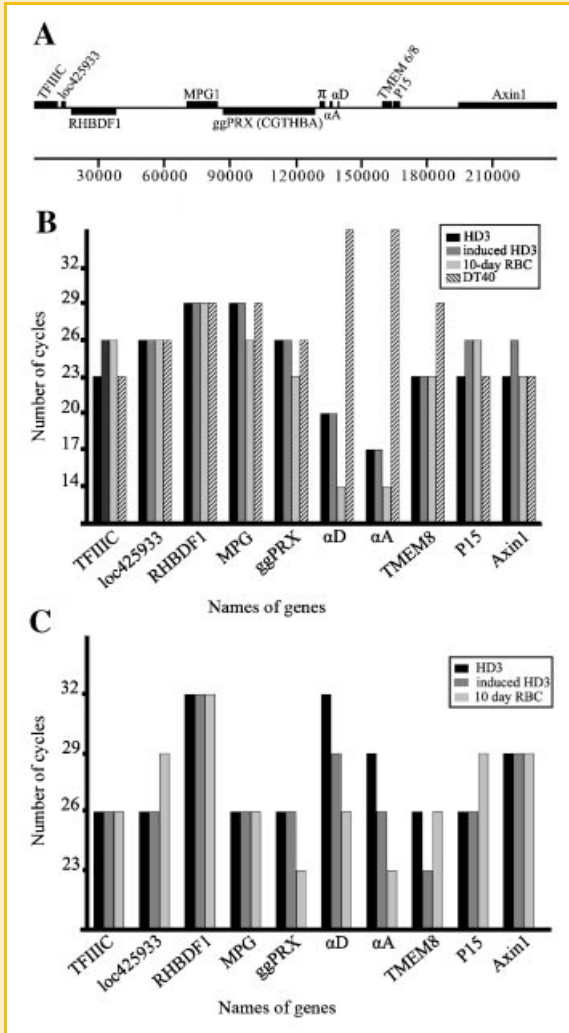 A
TFIIIC
loc425933
RHBDF1
MPG1
ggPRX (CGTHBA)
π
αA
αD
TMEM 6/8
P15
Axin1
30000 60000 90000 120000 150000 180000 210000
B
HD3
induced HD3
10-day RBC
DT40
Number of cycles
32
29
26
23
20
17
14
TFIIIC loc425933 RHBDF1 MPG ggPRX αD αA TMEM8 P15 Axin1
Names of genes
C
HD3
induced HD3
10 day RBC
Number of cycles
32
29
26
23
TFIIIC loc425933 RHBDF1 MPG ggPRX αD αA TMEM8 P15 Axin1
Names of genes